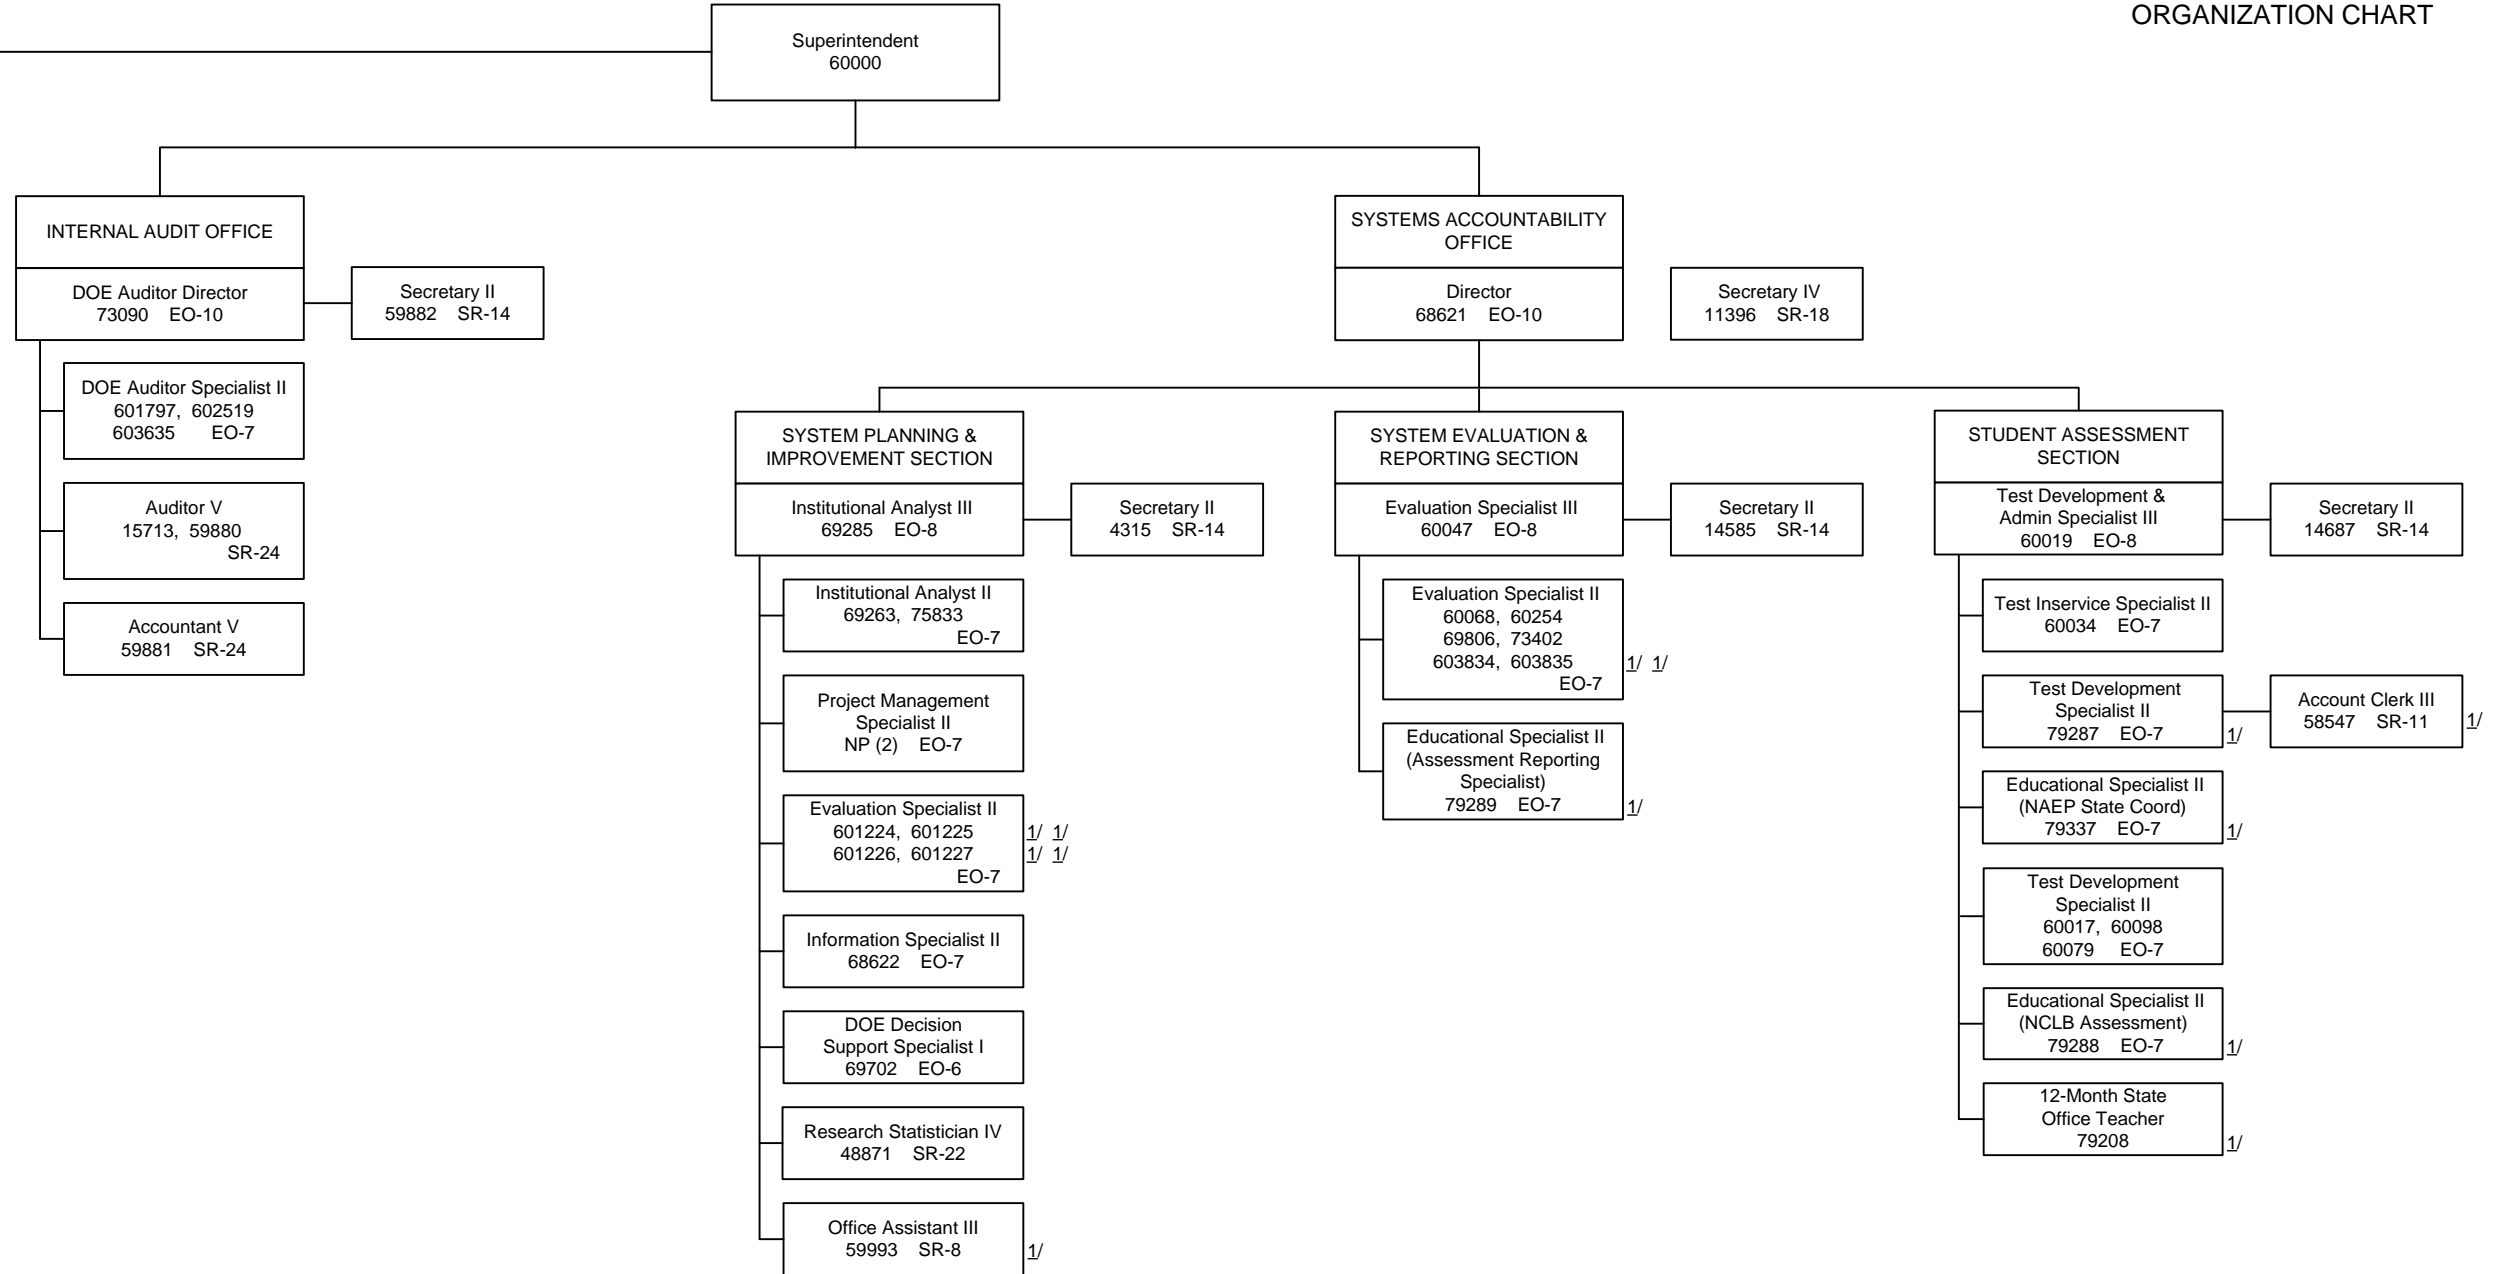 ORGANIZATION CHART
Superintendent
60000
INTERNAL AUDIT OFFICE
DOE Auditor Director
73090 EO-10
Secretary II
59882 SR-14
DOE Auditor Specialist II
601797, 602519
603635 EO-7
Auditor V
15713, 59880
SR-24
Accountant V
59881 SR-24
SYSTEMS ACCOUNTABILITY
OFFICE
Director
68621 EO-10
Secretary IV
11396 SR-18
SYSTEM PLANNING &
IMPROVEMENT SECTION
Institutional Analyst III
69285 EO-8
Secretary II
4315 SR-14
Institutional Analyst II
69263, 75833
EO-7
Project Management
Specialist II
NP (2) EO-7
Evaluation Specialist II
601224, 601225 1/ 1/
601226, 601227 1/ 1/
EO-7
Information Specialist II
68622 EO-7
DOE Decision
Support Specialist I
69702 EO-6
Research Statistician IV
48871 SR-22
Office Assistant III
59993 SR-8 1/
SYSTEM EVALUATION &
REPORTING SECTION
Evaluation Specialist III
60047 EO-8
Secretary II
14585 SR-14
Evaluation Specialist II
60068, 60254
69806, 73402
603834, 603835 1/ 1/
EO-7
Educational Specialist II
(Assessment Reporting
Specialist)
79289 EO-7 1/
STUDENT ASSESSMENT
SECTION
Test Development &
Admin Specialist III
60019 EO-8
Secretary II
14687 SR-14
Test Inservice Specialist II
60034 EO-7
Test Development
Specialist II
79287 EO-7 1/
Account Clerk III
58547 SR-11 1/
Educational Specialist II
(NAEP State Coord)
79337 EO-7 1/
Test Development
Specialist II
60017, 60098
60079 EO-7
Educational Specialist II
(NCLB Assessment)
79288 EO-7 1/
12-Month State
Office Teacher
79208 1/